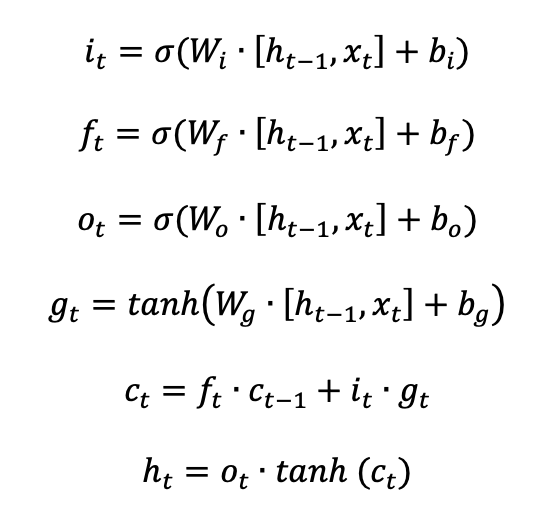 i_t = σ(W_i · [h_{t−1}, x_t] + b_i)
f_t = σ(W_f · [h_{t−1}, x_t] + b_f)
o_t = σ(W_o · [h_{t−1}, x_t] + b_o)
g_t = tanh(W_g · [h_{t−1}, x_t] + b_g)
c_t = f_t · c_{t−1} + i_t · g_t
h_t = o_t · tanh (c_t)